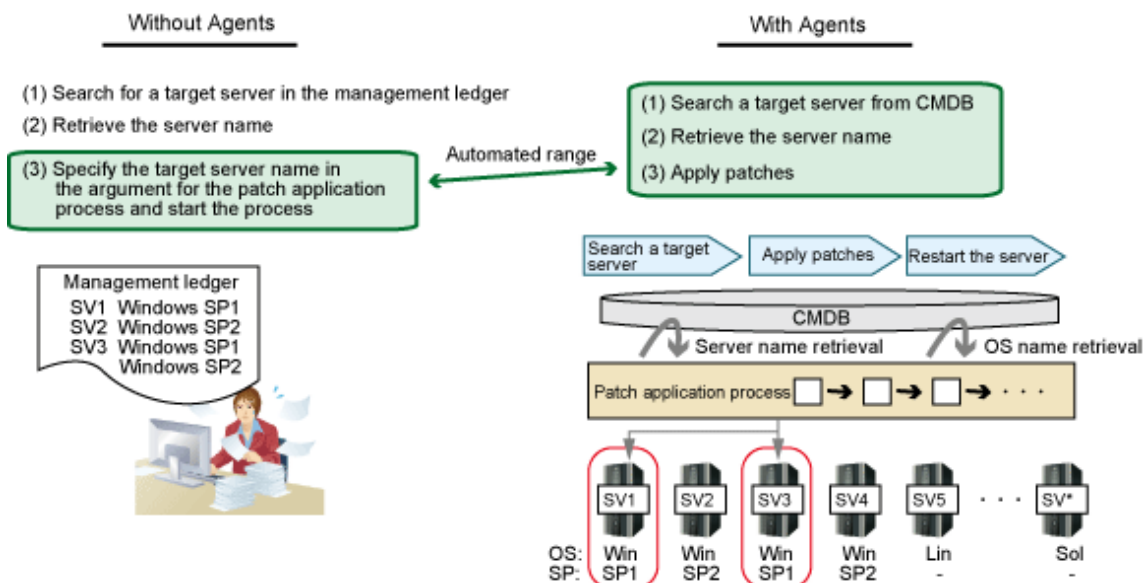 Without Agents
(1) Search for a target server in the management ledger
(2) Retrieve the server name
(3) Specify the target server name in
the argument for the patch application
process and start the process
Automated range
Management ledger
SV1 Windows SP1
SV2 Windows SP2
SV3 Windows SP1
Windows SP2
With Agents
(1) Search a target server from CMDB
(2) Retrieve the server name
(3) Apply patches
Search a target
server
Apply patches
Restart the server
CMDB
Server name retrieval
OS name retrieval
Patch application process
. . .
SV1 SV2 SV3 SV4 SV5 . . . SV*
OS: Win Win Win Win Lin Sol
SP: SP1 SP2 SP1 SP2 - -